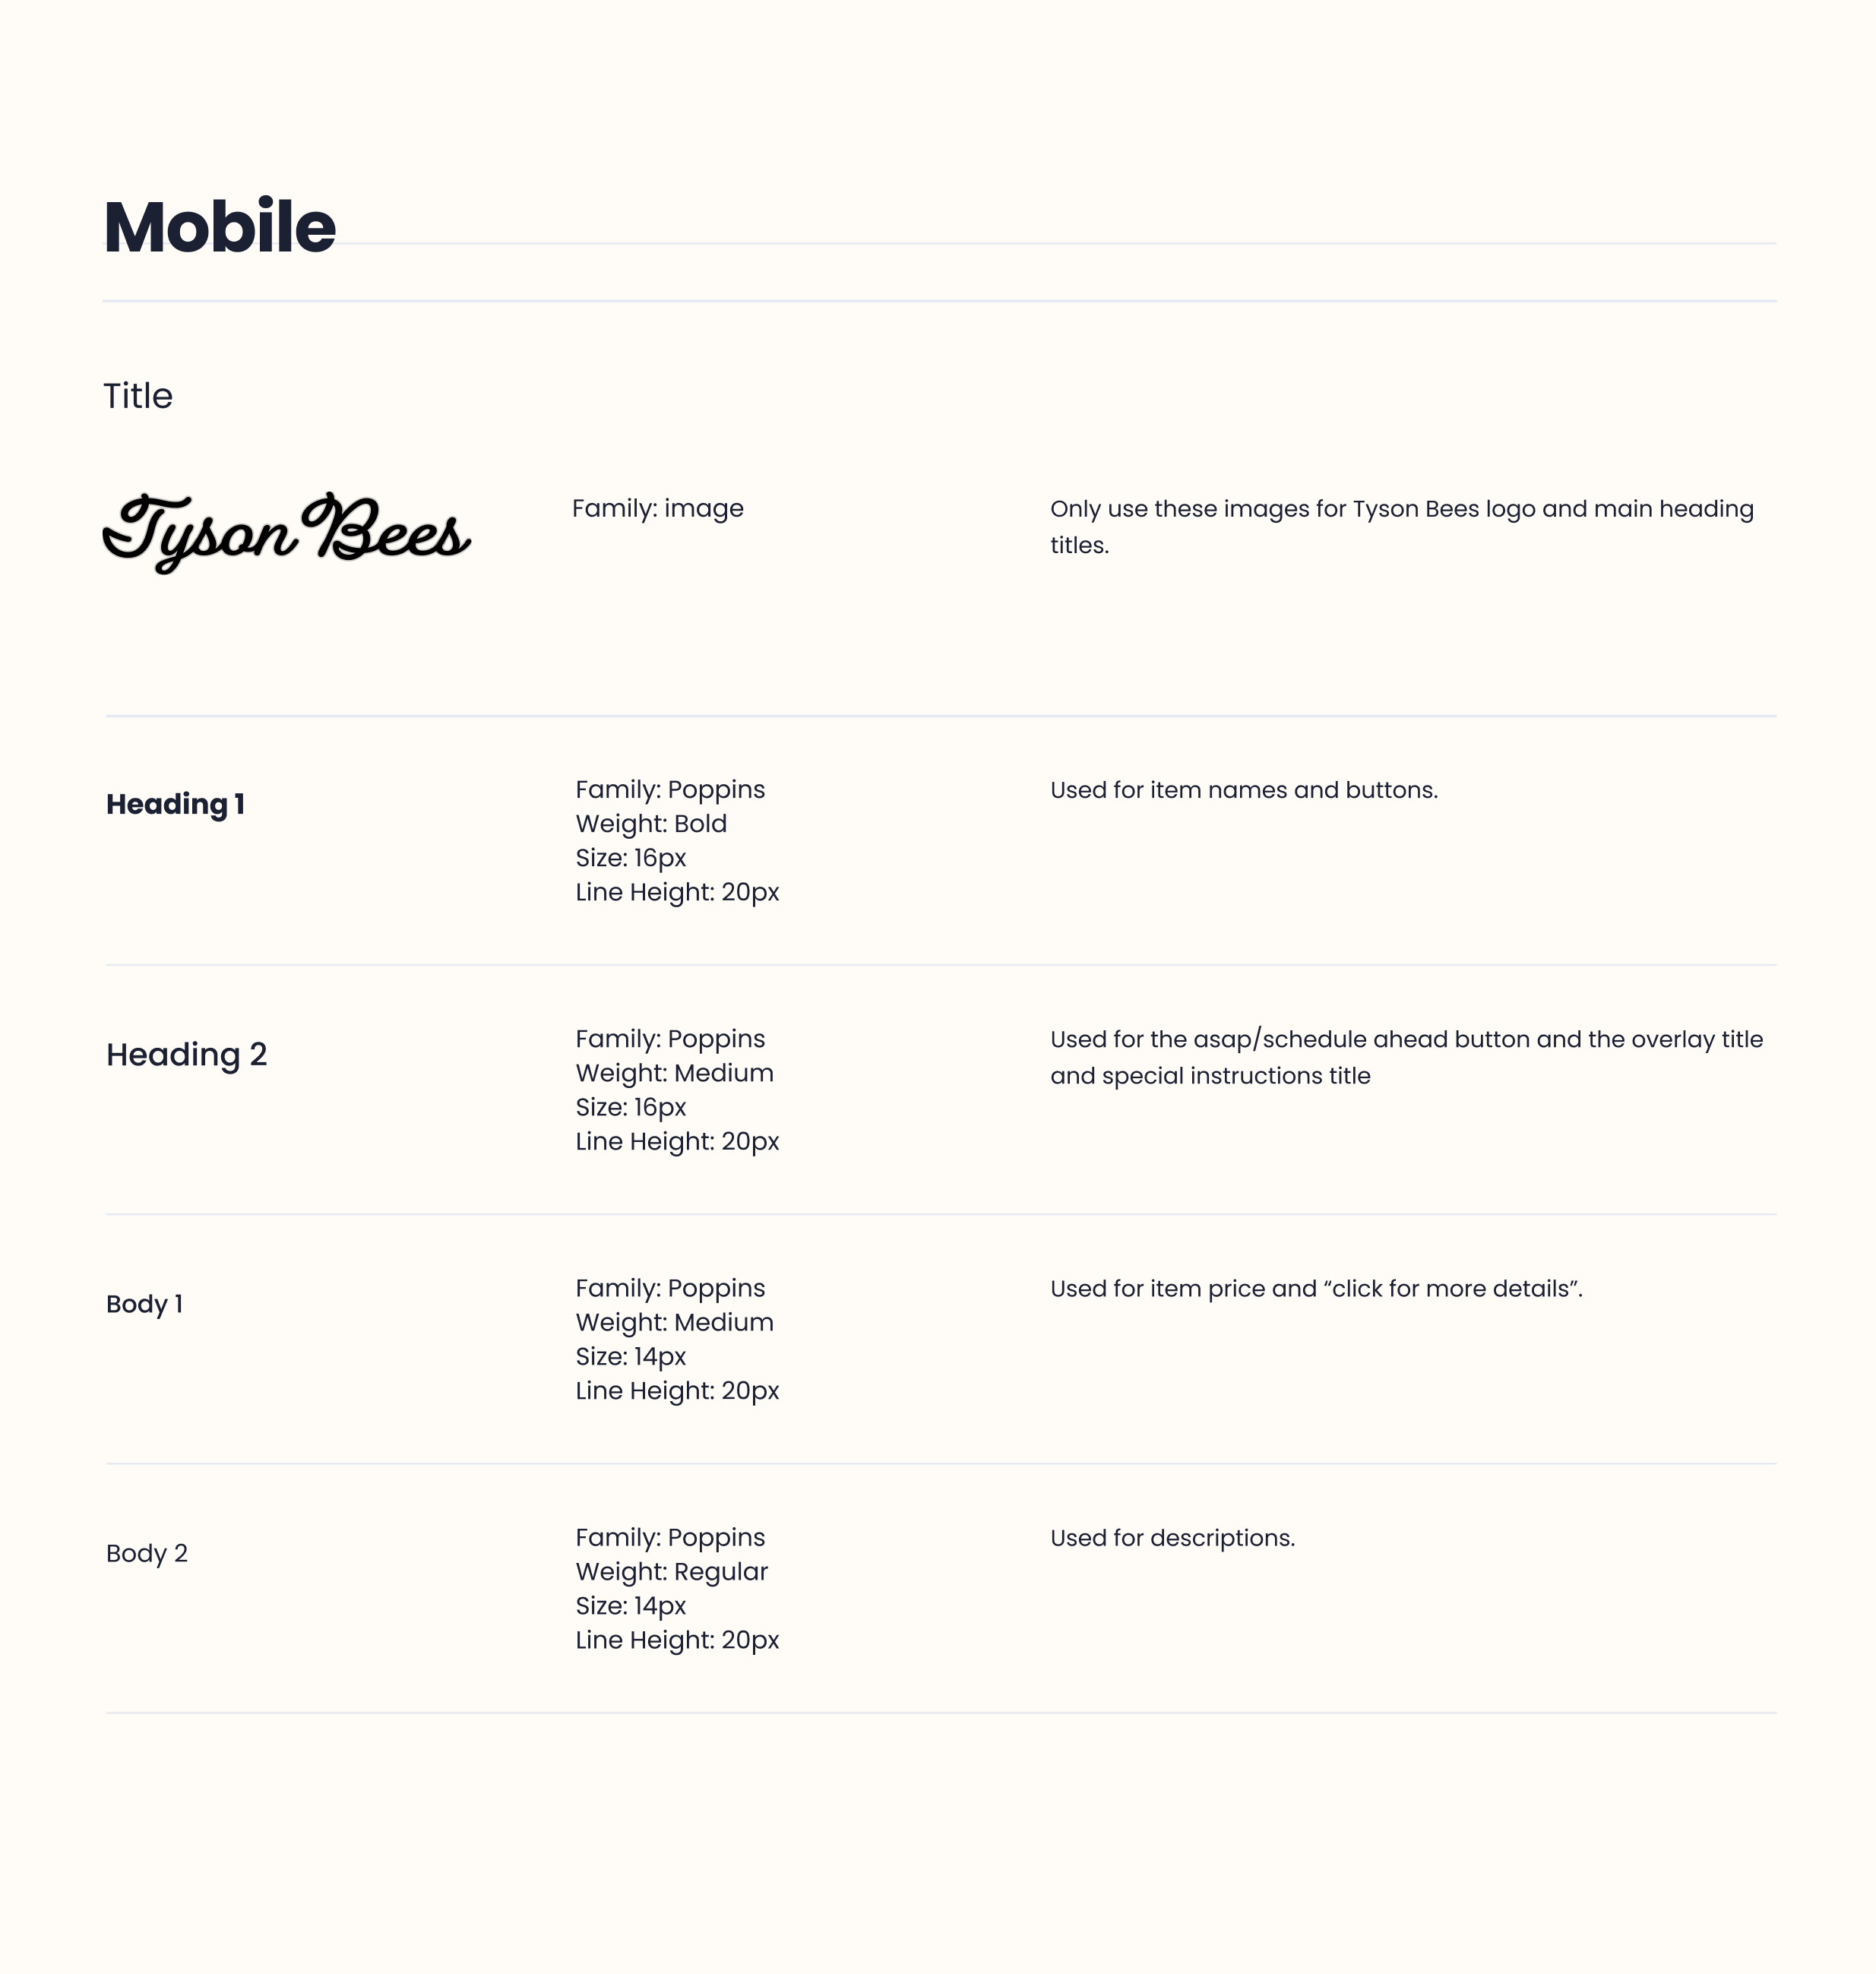 Mobile
Title
Tyson Bees
Family: image
Only use these images for Tyson Bees logo and main heading
titles.
Heading 1
Family: Poppins
Weight: Bold
Size: 16px
Line Height: 20px
Used for item names and buttons.
Heading 2
Family: Poppins
Weight: Medium
Size: 16px
Line Height: 20px
Used for the asap/schedule ahead button and the overlay title
and special instructions title
Body 1
Family: Poppins
Weight: Medium
Size: 14px
Line Height: 20px
Used for item price and “click for more details”.
Body 2
Family: Poppins
Weight: Regular
Size: 14px
Line Height: 20px
Used for descriptions.